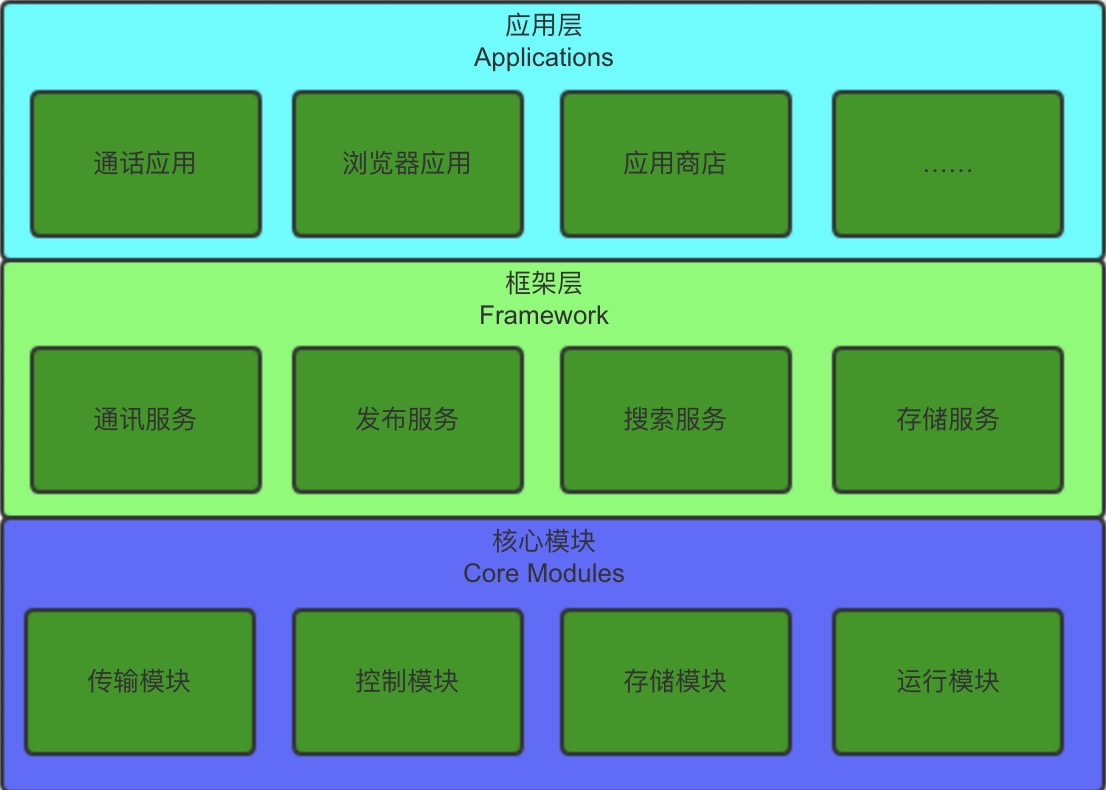 应用层
Applications
通话应用
浏览器应用
应用商店
……
框架层
Framework
通讯服务
发布服务
搜索服务
存储服务
核心模块
Core Modules
传输模块
控制模块
存储模块
运行模块